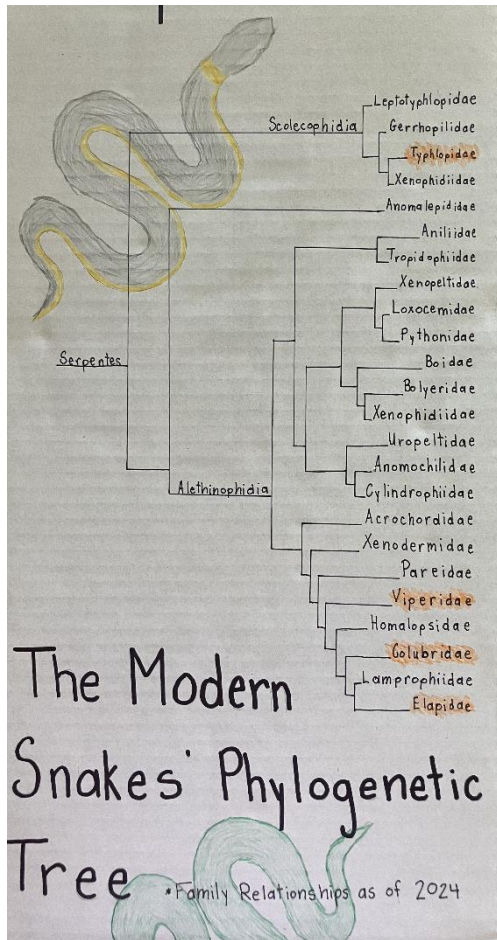 Scolecophidia
Leptotyphlopidae
Gerrhopilidae
Typhlopidae
Xenophidiidae
Anomalepididae
Aniliidae
Tropidophiidae
Xenopeltidae
Loxocemidae
Pythonidae
Boidae
Serpentes
Bolyeridae
Xenophidiidae
Uropeltidae
Anomochilidae
Alethinophidia
Cylindrophiidae
Acrochordidae
Xenodermidae
Pareidae
Viperidae
Homalopsidae
Colubridae
Lamprophiidae
Elapidae
The Modern
Snakes' Phylogenetic
Tree
*Family Relationships as of 2024